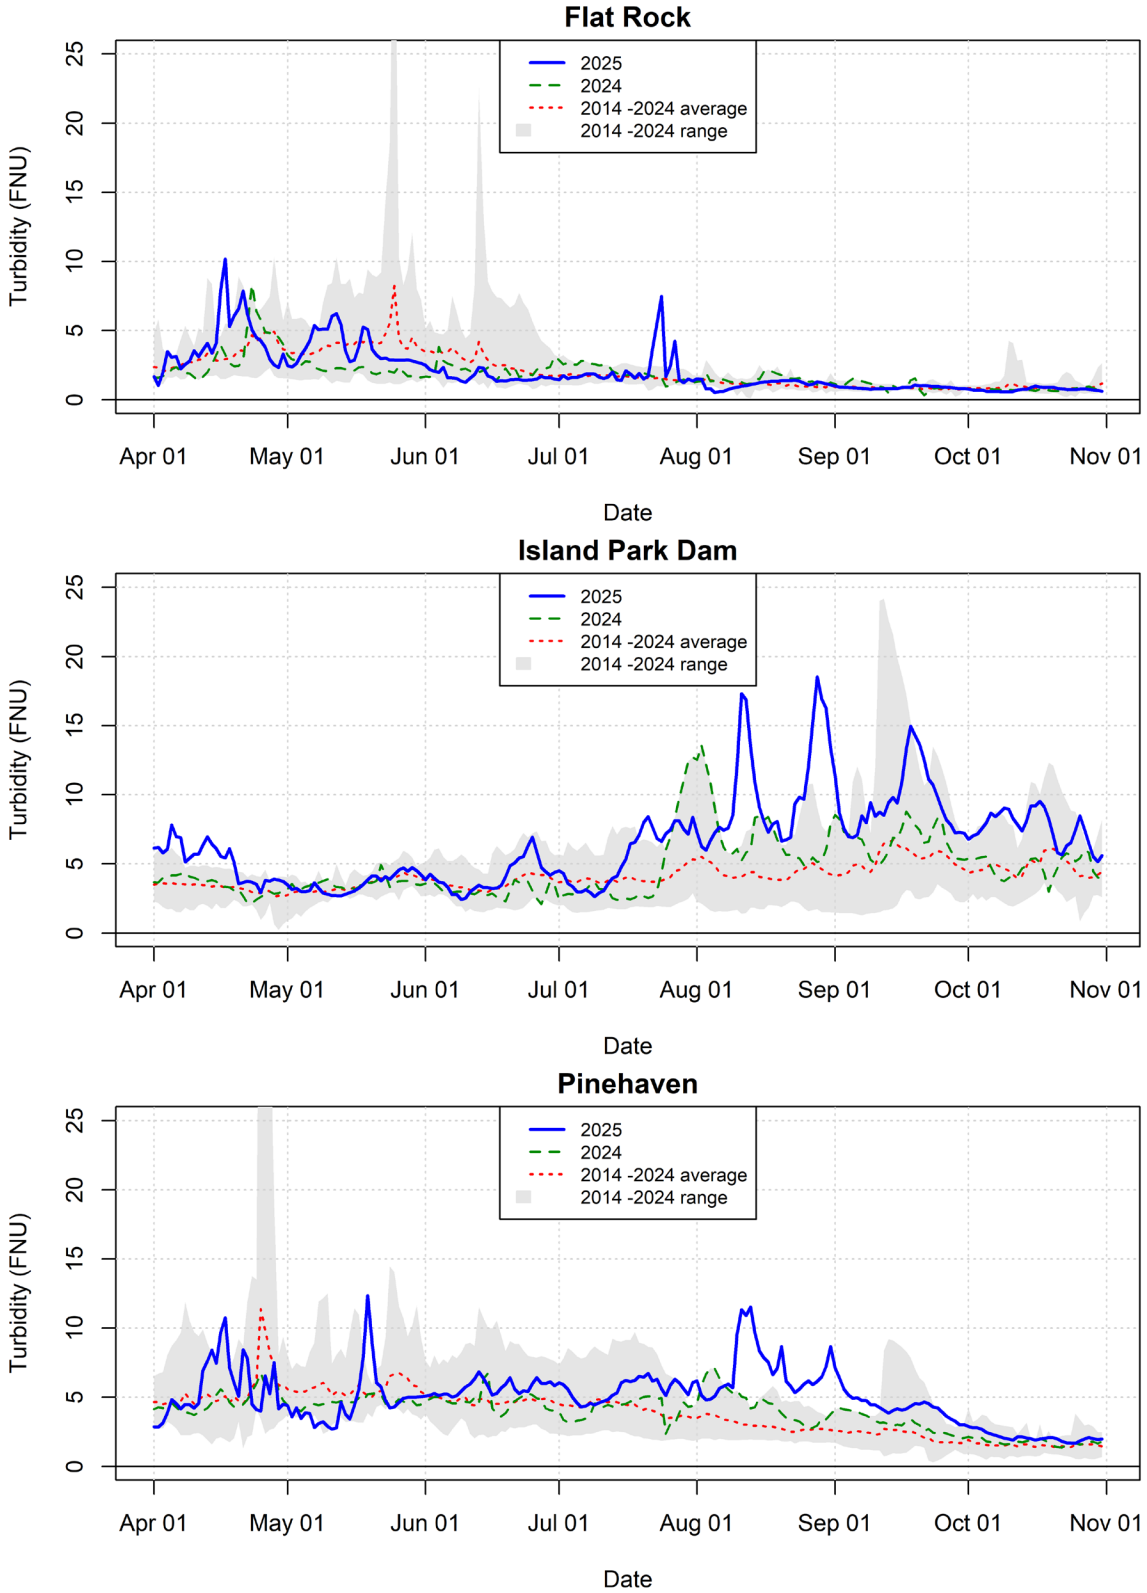 Flat Rock
Turbidity (FNU)
25
20
15
10
5
0
2025
2024
2014 -2024 average
2014 -2024 range
Apr 01 May 01 Jun 01 Jul 01 Aug 01 Sep 01 Oct 01 Nov 01
Date
Island Park Dam
Turbidity (FNU)
25
20
15
10
5
0
2025
2024
2014 -2024 average
2014 -2024 range
Apr 01 May 01 Jun 01 Jul 01 Aug 01 Sep 01 Oct 01 Nov 01
Date
Pinehaven
Turbidity (FNU)
25
20
15
10
5
0
2025
2024
2014 -2024 average
2014 -2024 range
Apr 01 May 01 Jun 01 Jul 01 Aug 01 Sep 01 Oct 01 Nov 01
Date